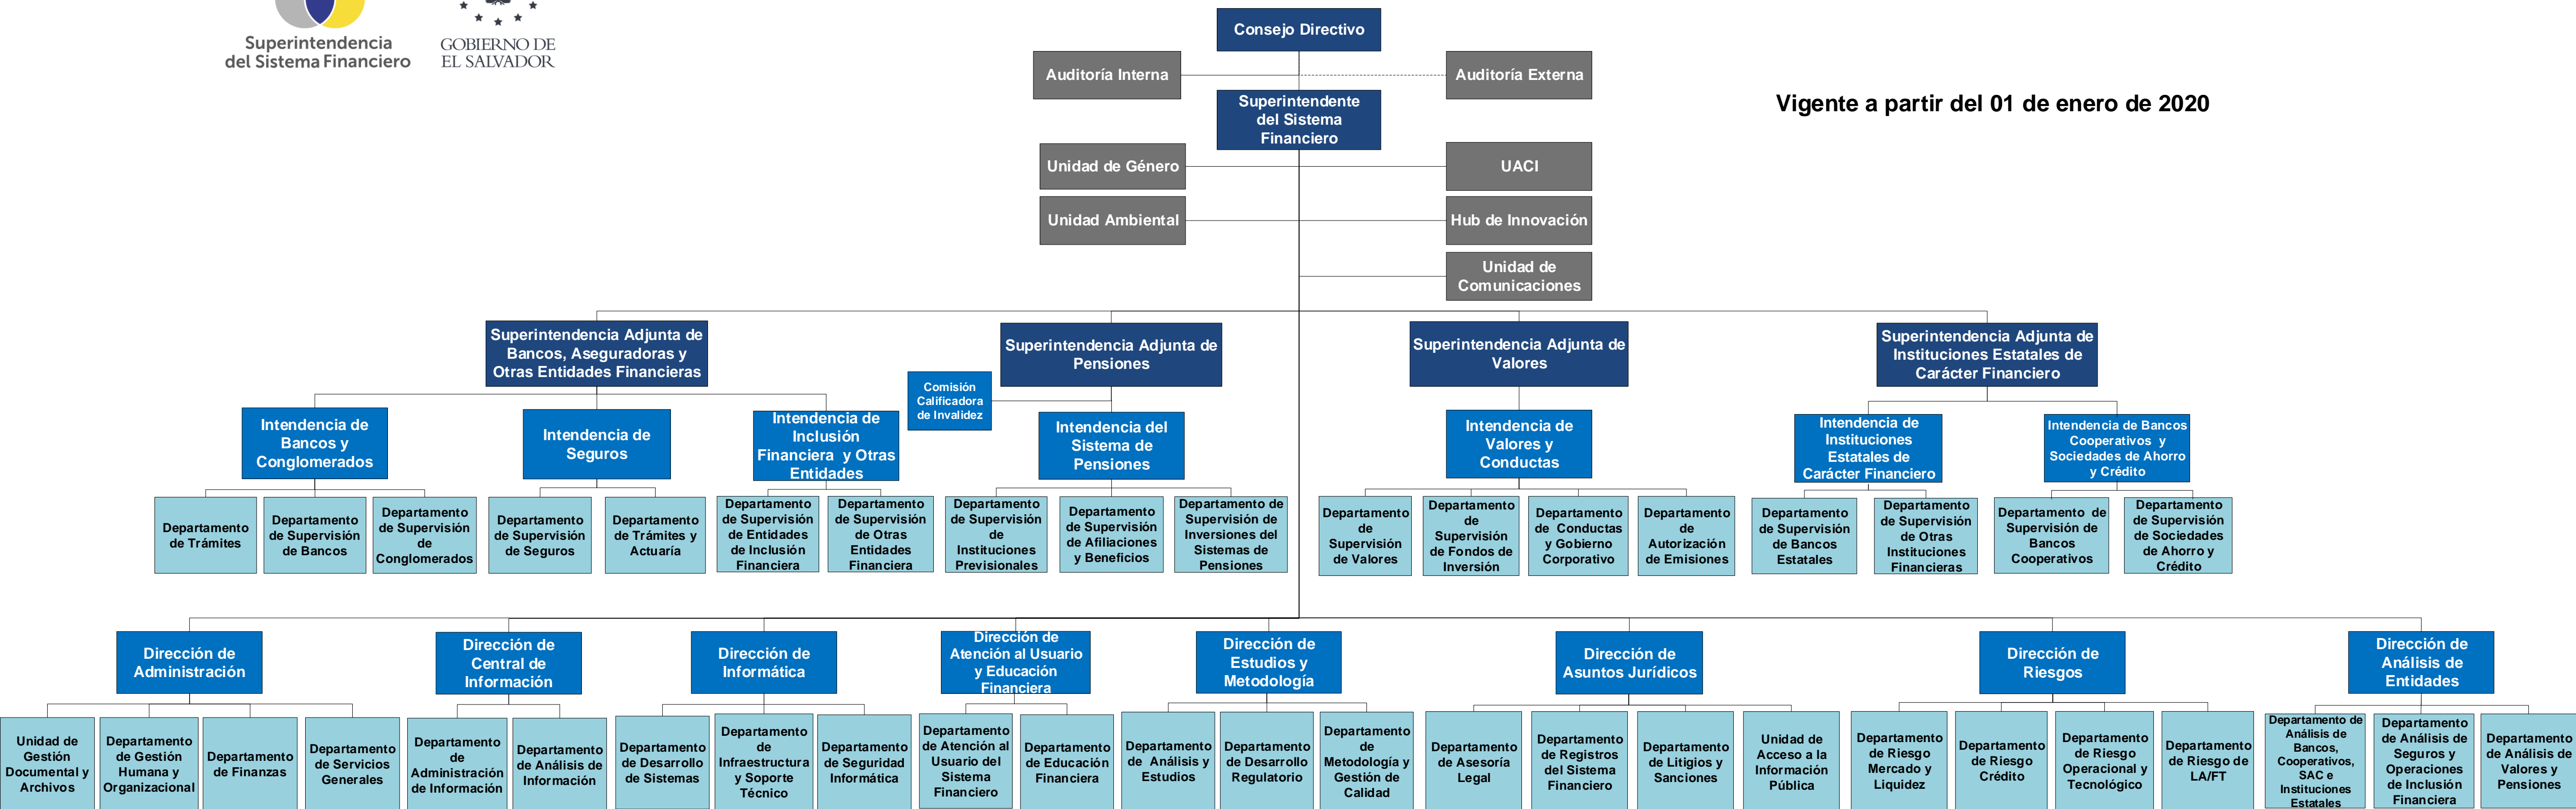 Superintendencia
del Sistema Financiero
GOBIERNO DE
EL SALVADOR
Consejo Directivo
Auditoría Interna
Auditoría Externa
Superintendente
del Sistema
Financiero
Vigente a partir del 01 de enero de 2020
Unidad de Género
UACI
Unidad Ambiental
Hub de Innovación
Unidad de
Comunicaciones
Superintendencia Adjunta de
Bancos, Aseguradoras y
Otras Entidades Financieras
Superintendencia Adjunta de
Pensiones
Superintendencia Adjunta de
Valores
Superintendencia Adjunta de
Instituciones Estatales de
Carácter Financiero
Comisión
Calificadora
de Invalidez
Intendencia de
Bancos y
Conglomerados
Intendencia de
Seguros
Intendencia de
Inclusión
Financiera y Otras
Entidades
Intendencia del
Sistema de
Pensiones
Intendencia de
Valores y
Conductas
Intendencia de
Instituciones
Estatales de
Carácter Financiero
Intendencia de Bancos
Cooperativos y
Sociedades de Ahorro
y Crédito
Departamento
de Trámites
Departamento
de Supervisión
de Bancos
Departamento
de Supervisión
de
Conglomerados
Departamento
de Supervisión
de Seguros
Departamento
de Trámites y
Actuaría
Departamento
de Supervisión
de Entidades
de Inclusión
Financiera
Departamento
de Supervisión
de Otras
Entidades
Financiera
Departamento
de Supervisión
de
Instituciones
Previsionales
Departamento
de Supervisión
de Afiliaciones
y Beneficios
Departamento de
Supervisión de
Inversiones del
Sistemas de
Pensiones
Departamento
de
Supervisión
de Valores
Departamento
de
Supervisión
de Fondos de
Inversión
Departamento
de Conductas
y Gobierno
Corporativo
Departamento
de
Autorización
de Emisiones
Departamento
de Supervisión
de Bancos
Estatales
Departamento
de Supervisión
de Otras
Instituciones
Financieras
Departamento de
Supervisión de
Bancos
Cooperativos
Departamento
de Supervisión
de Sociedades
de Ahorro y
Crédito
Dirección de
Administración
Dirección de
Central de
Información
Dirección de
Informática
Dirección de
Atención al Usuario
y Educación
Financiera
Dirección de
Estudios y
Metodología
Dirección de
Asuntos Jurídicos
Dirección de
Riesgos
Dirección de
Análisis de
Entidades
Unidad de
Gestión
Documental y
Archivos
Departamento
de Gestión
Humana y
Organizacional
Departamento
de Finanzas
Departamento
de Servicios
Generales
Departamento
de
Administración
de Información
Departamento
de Análisis de
Información
Departamento
de Desarrollo
de Sistemas
Departamento
de
Infraestructura
y Soporte
Técnico
Departamento
de Seguridad
Informática
Departamento
de Atención al
Usuario del
Sistema
Financiero
Departamento
de Educación
Financiera
Departamento
de Análisis y
Estudios
Departamento
de Desarrollo
Regulatorio
Departamento
de
Metodología y
Gestión de
Calidad
Departamento
de Asesoría
Legal
Departamento
de Registros
del Sistema
Financiero
Departamento
de Litigios y
Sanciones
Unidad de
Acceso a la
Información
Pública
Departamento
de Riesgo
Mercado y
Liquidez
Departamento
de Riesgo
Crédito
Departamento
de Riesgo
Operacional y
Tecnológico
Departamento
de Riesgo de
LA/FT
Departamento de
Análisis de
Bancos,
Cooperativos,
SAC e
Instituciones
Estatales
Departamento
de Análisis de
Seguros y
Operaciones
de Inclusión
Financiera
Departamento
de Análisis de
Valores y
Pensiones